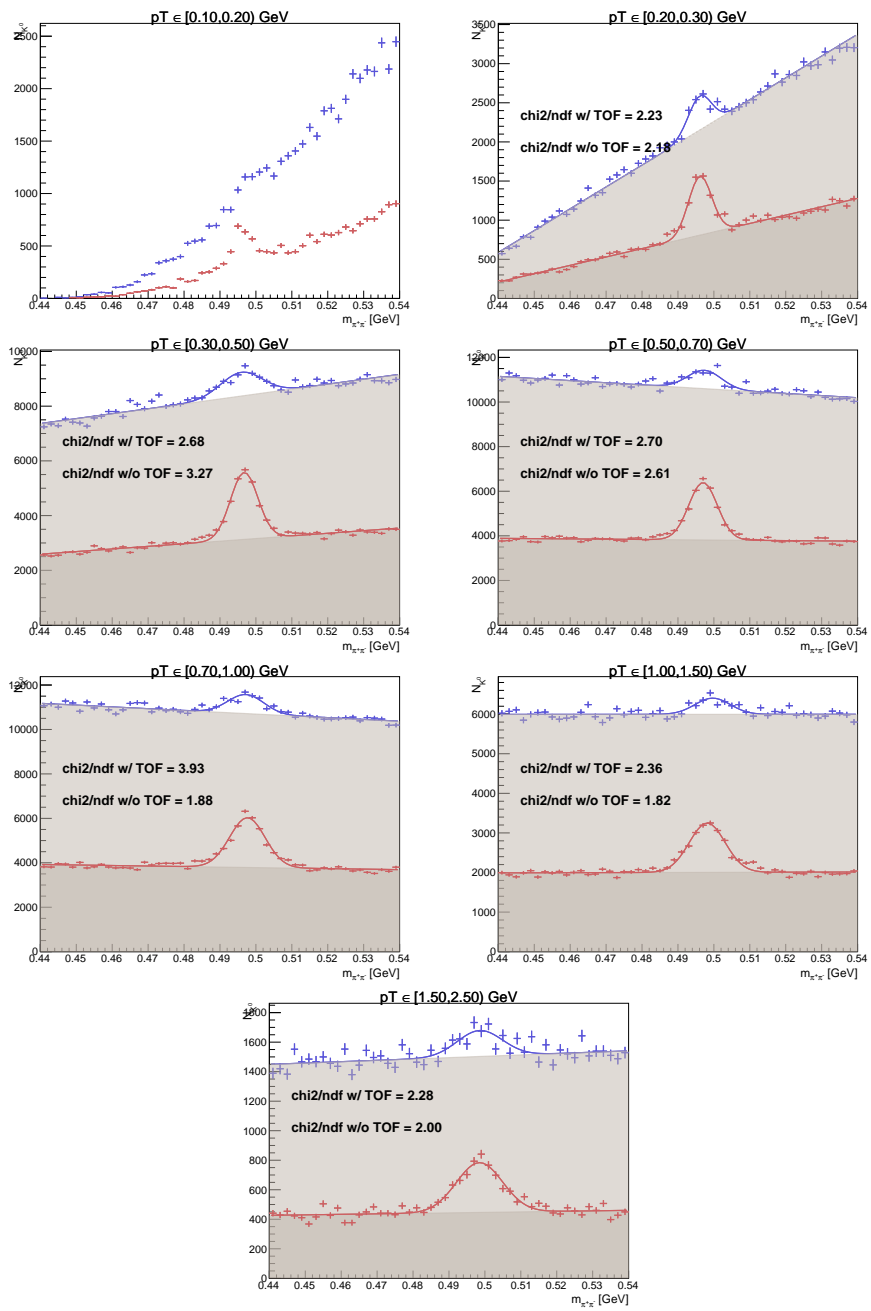 pT ∈ [0.10,0.20) GeV
N_K⁰
2500
2000
1500
1000
500
0
0.44 0.45 0.46 0.47 0.48 0.49 0.5 0.51 0.52 0.53 0.54
m_π⁺π⁻ [GeV]
pT ∈ [0.20,0.30) GeV
N_K⁰
3500
3000
2500
2000
1500
1000
500
0
chi2/ndf w/ TOF = 2.23
chi2/ndf w/o TOF = 2.18
0.44 0.45 0.46 0.47 0.48 0.49 0.5 0.51 0.52 0.53 0.54
m_π⁺π⁻ [GeV]
pT ∈ [0.30,0.50) GeV
N_K⁰
10000
8000
6000
4000
2000
0
chi2/ndf w/ TOF = 2.68
chi2/ndf w/o TOF = 3.27
0.44 0.45 0.46 0.47 0.48 0.49 0.5 0.51 0.52 0.53 0.54
m_π⁺π⁻ [GeV]
pT ∈ [0.50,0.70) GeV
N_K⁰
12000
10000
8000
6000
4000
2000
0
chi2/ndf w/ TOF = 2.70
chi2/ndf w/o TOF = 2.61
0.44 0.45 0.46 0.47 0.48 0.49 0.5 0.51 0.52 0.53 0.54
m_π⁺π⁻ [GeV]
pT ∈ [0.70,1.00) GeV
N_K⁰
12000
10000
8000
6000
4000
2000
0
chi2/ndf w/ TOF = 3.93
chi2/ndf w/o TOF = 1.88
0.44 0.45 0.46 0.47 0.48 0.49 0.5 0.51 0.52 0.53 0.54
m_π⁺π⁻ [GeV]
pT ∈ [1.00,1.50) GeV
N_K⁰
6000
5000
4000
3000
2000
1000
0
chi2/ndf w/ TOF = 2.36
chi2/ndf w/o TOF = 1.82
0.44 0.45 0.46 0.47 0.48 0.49 0.5 0.51 0.52 0.53 0.54
m_π⁺π⁻ [GeV]
pT ∈ [1.50,2.50) GeV
N_K⁰
1800
1600
1400
1200
1000
800
600
400
200
0
chi2/ndf w/ TOF = 2.28
chi2/ndf w/o TOF = 2.00
0.44 0.45 0.46 0.47 0.48 0.49 0.5 0.51 0.52 0.53 0.54
m_π⁺π⁻ [GeV]